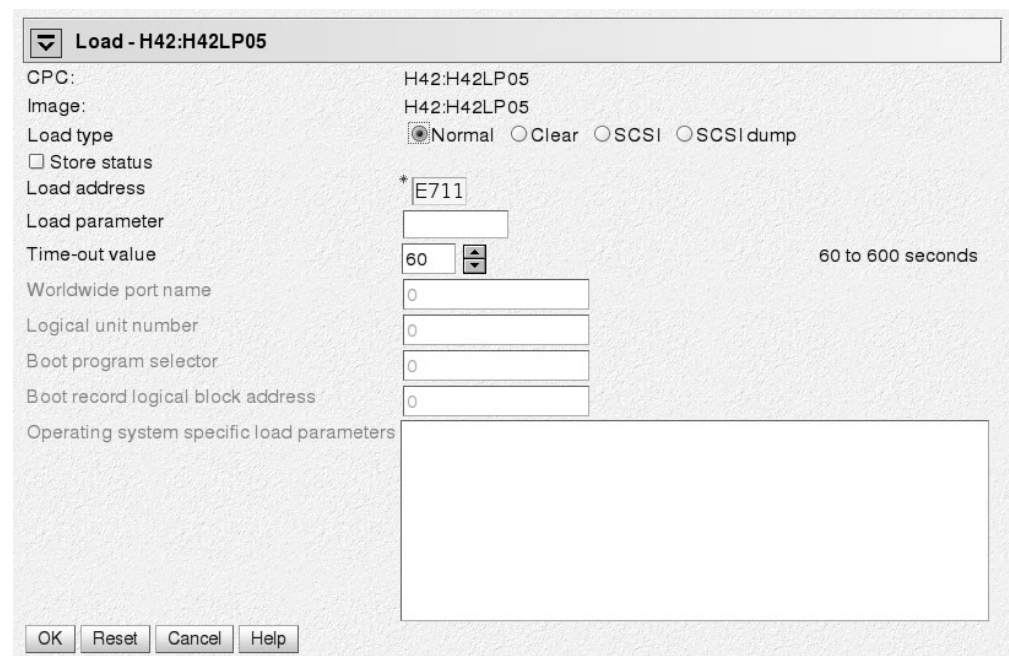 Load - H42:H42LP05
CPC: H42:H42LP05
Image: H42:H42LP05
Load type Normal Clear SCSI SCSI dump
Store status
Load address * E711
Load parameter
Time-out value 60 60 to 600 seconds
Worldwide port name 0
Logical unit number 0
Boot program selector 0
Boot record logical block address 0
Operating system specific load parameters
OK Reset Cancel Help